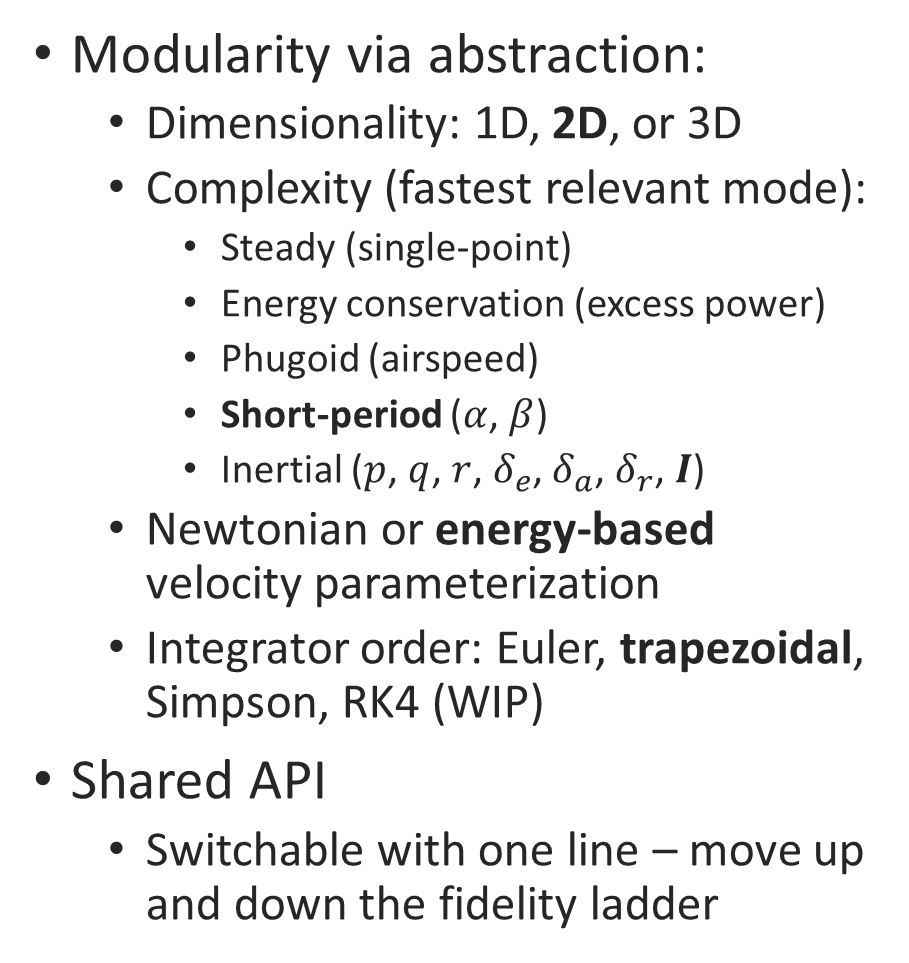 • Modularity via abstraction:
• Dimensionality: 1D, 2D, or 3D
• Complexity (fastest relevant mode):
• Steady (single-point)
• Energy conservation (excess power)
• Phugoid (airspeed)
• Short-period (α, β)
• Inertial (p, q, r, δₑ, δₐ, δᵣ, I)
• Newtonian or energy-based
velocity parameterization
• Integrator order: Euler, trapezoidal,
Simpson, RK4 (WIP)
• Shared API
• Switchable with one line – move up
and down the fidelity ladder